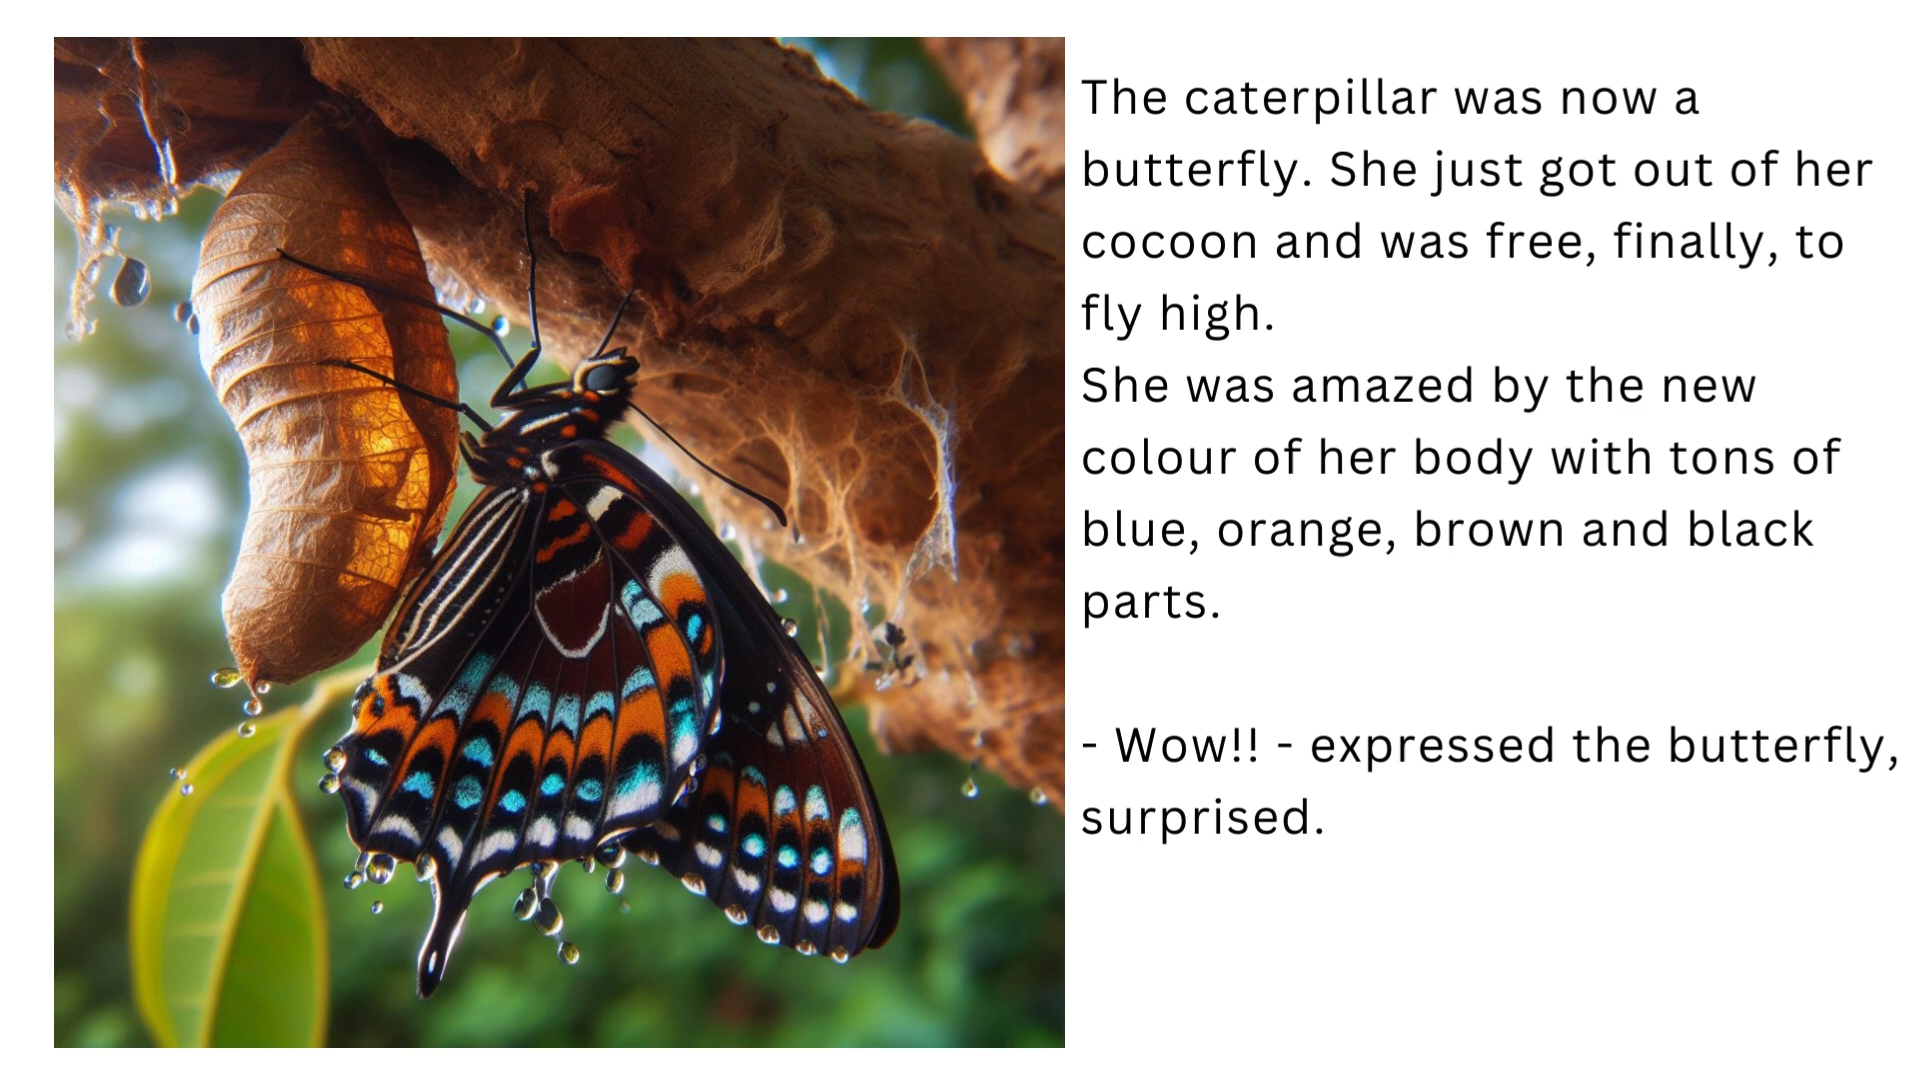 The caterpillar was now a
butterfly. She just got out of her
cocoon and was free, finally, to
fly high.
She was amazed by the new
colour of her body with tons of
blue, orange, brown and black
parts.
- Wow!! - expressed the butterfly,
surprised.